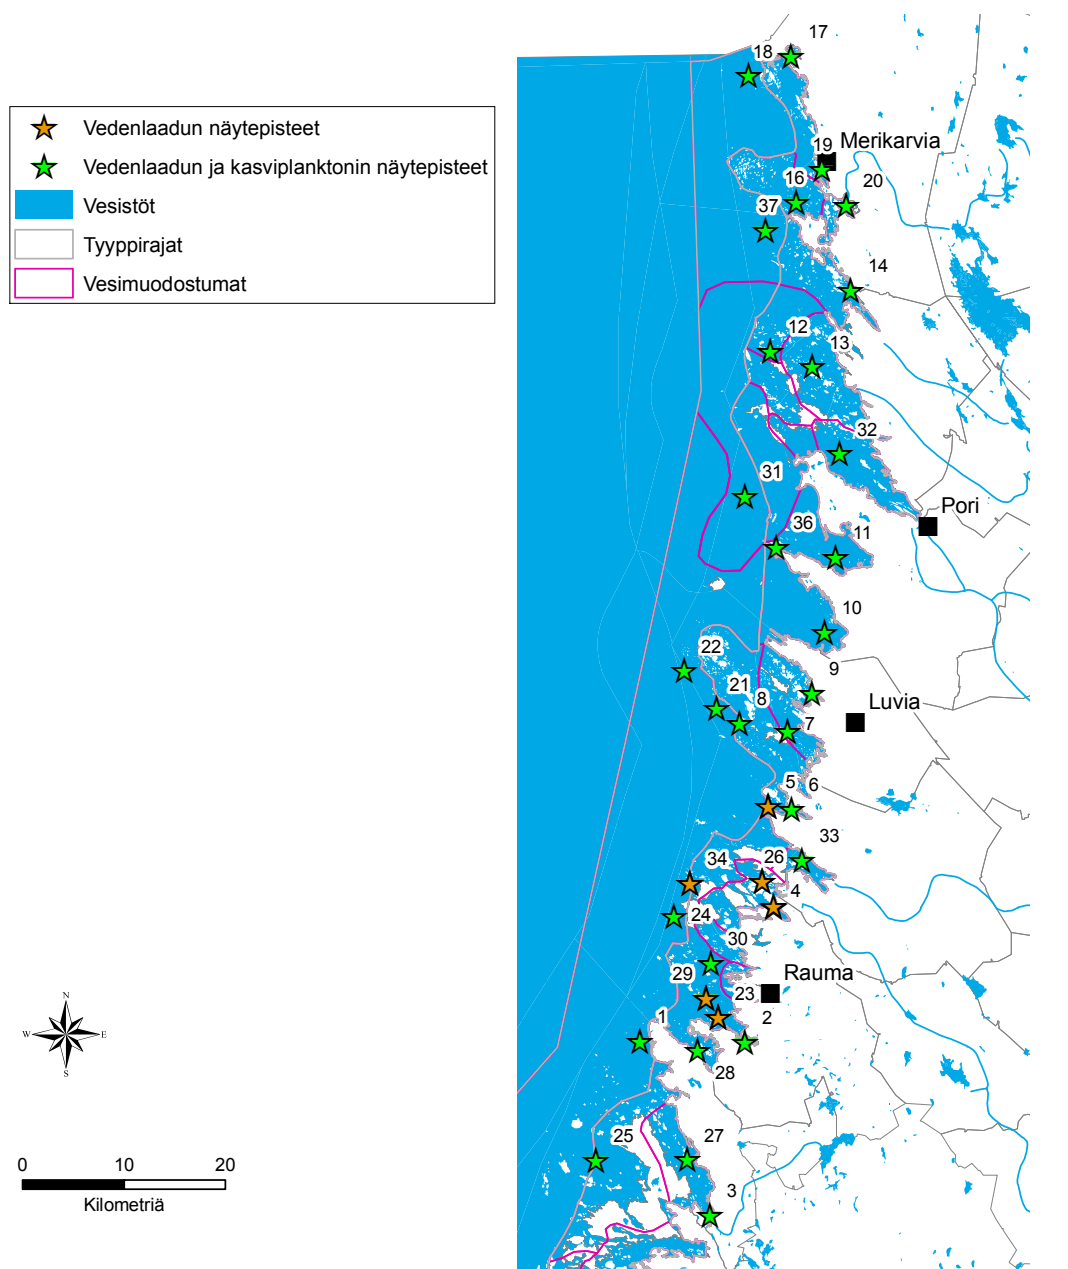 17
18
Vedenlaadun näytepisteet
Vedenlaadun ja kasviplanktonin näytepisteet
Vesistöt
Tyyppirajat
Vesimuodostumat
19
Merikarvia
16
20
37
14
12
13
32
31
Pori
36
11
10
22
9
21
8
Luvia
7
5
6
33
34
26
4
24
30
29
Rauma
23
1
2
28
N
W
E
S
25
27
3
0
10
20
Kilometriä